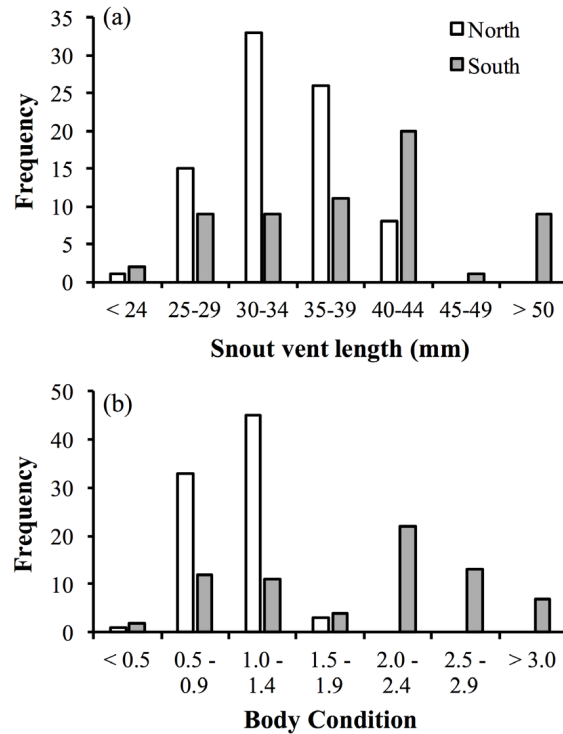 (a)
North
South
35
30
25
20
15
10
5
0
Frequency
< 24 25-29 30-34 35-39 40-44 45-49 > 50
Snout vent length (mm)
(b)
50
40
30
20
10
0
Frequency
< 0.5 0.5 - 1.0 - 1.5 - 2.0 - 2.5 - > 3.0
0.9 1.4 1.9 2.4 2.9
Body Condition